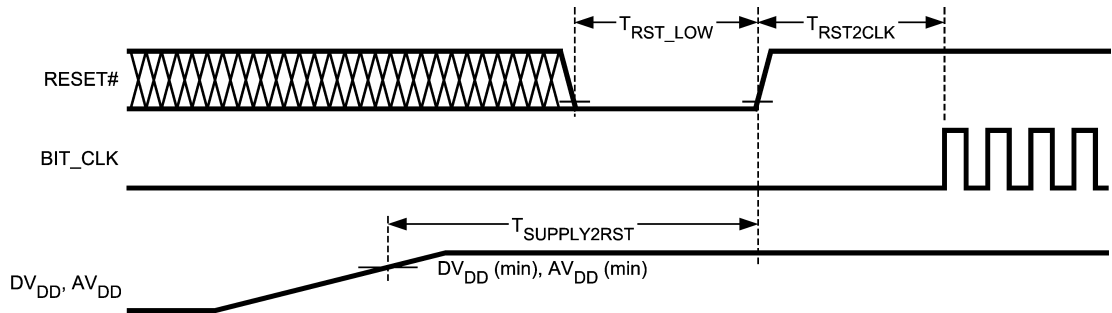 T_RST_LOW
T_RST2CLK
RESET#
BIT_CLK
T_SUPPLY2RST
DV_DD (min), AV_DD (min)
DV_DD, AV_DD